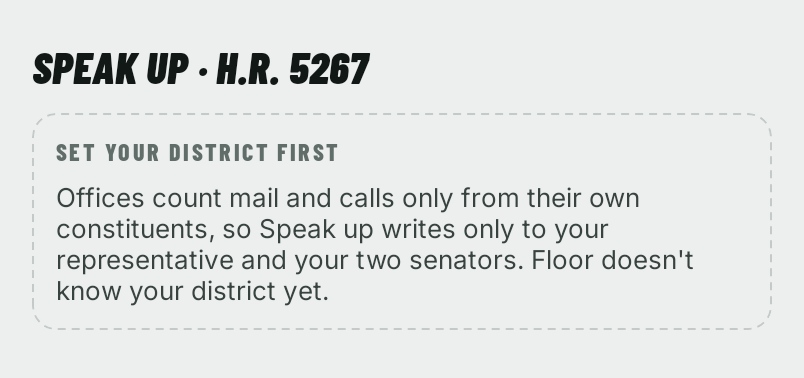 SPEAK UP · H.R. 5267
SET YOUR DISTRICT FIRST
Offices count mail and calls only from their own
constituents, so Speak up writes only to your
representative and your two senators. Floor doesn't
know your district yet.